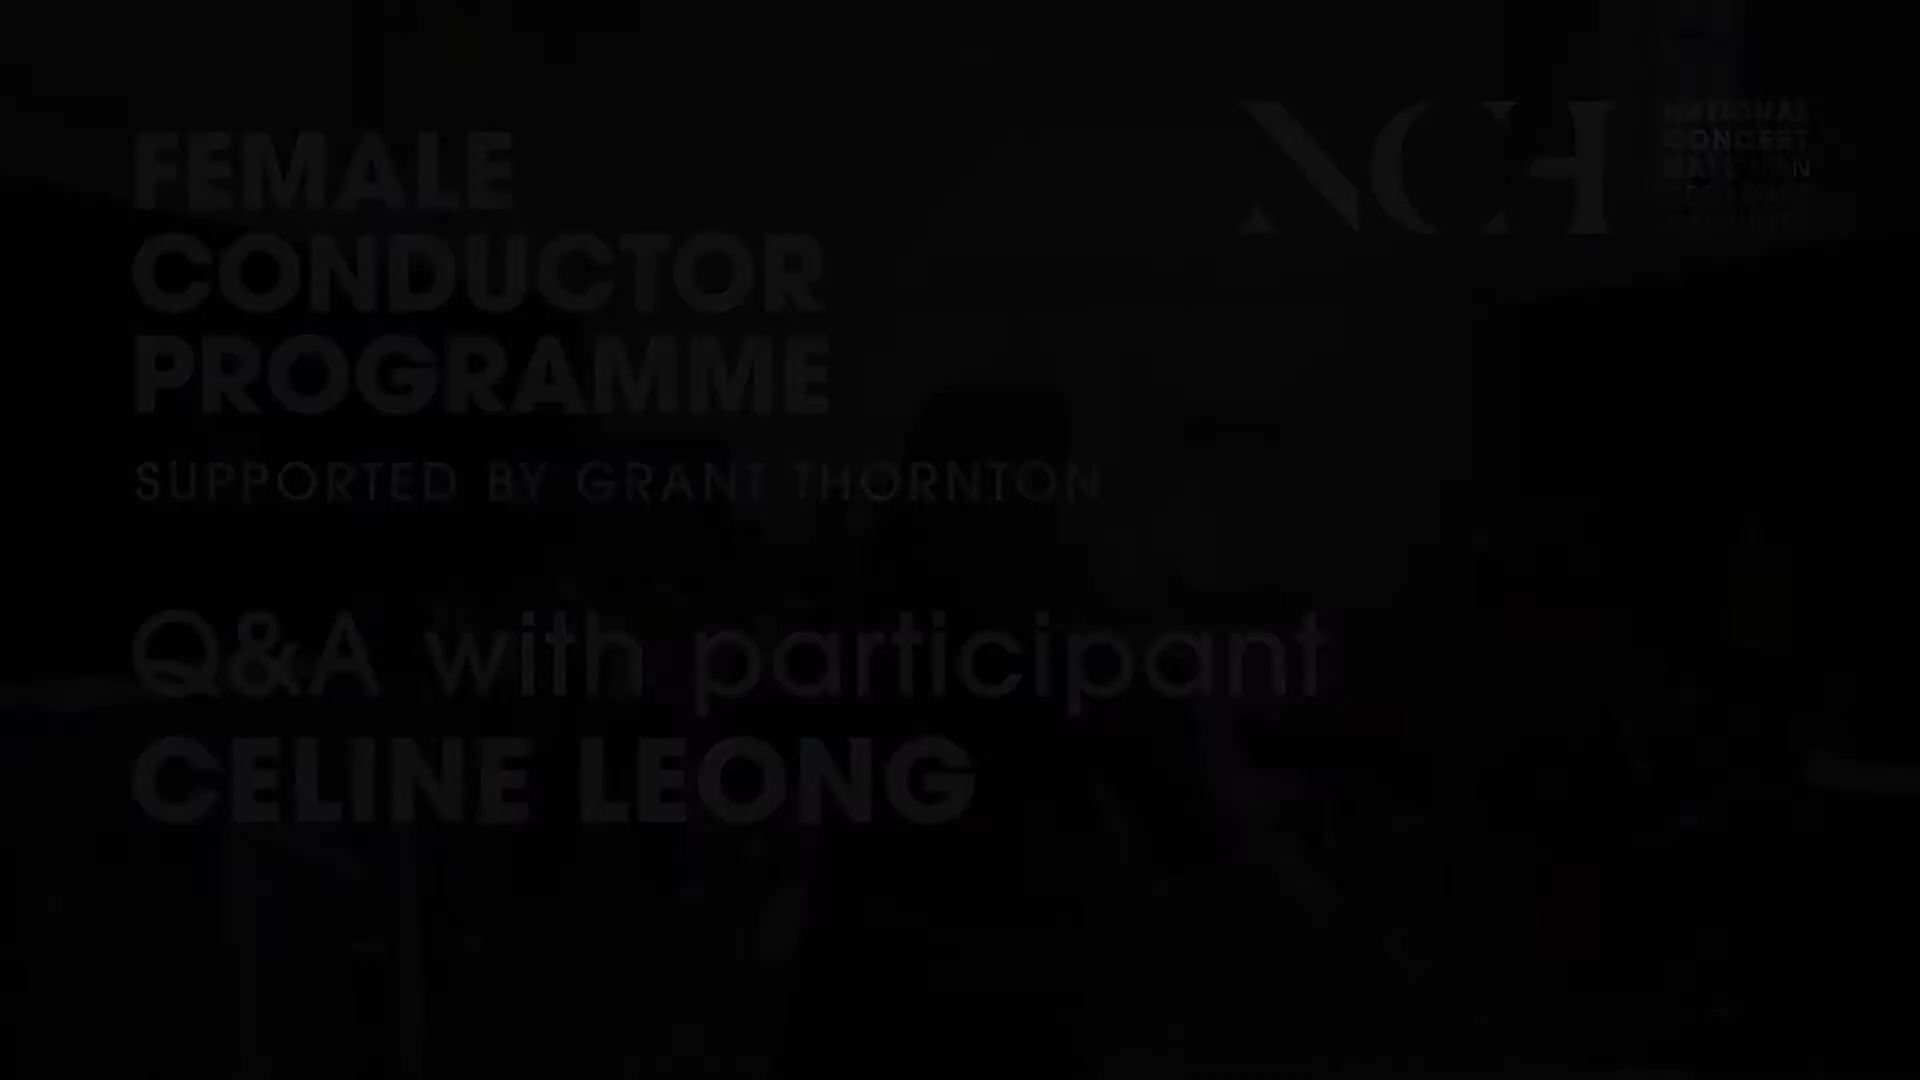 FEMALE
CONDUCTOR
PROGRAMME
SUPPORTED BY GRANT THORNTON
Q&A with participant
CELINE LEONG
NCH
NATIONAL
CONCERT